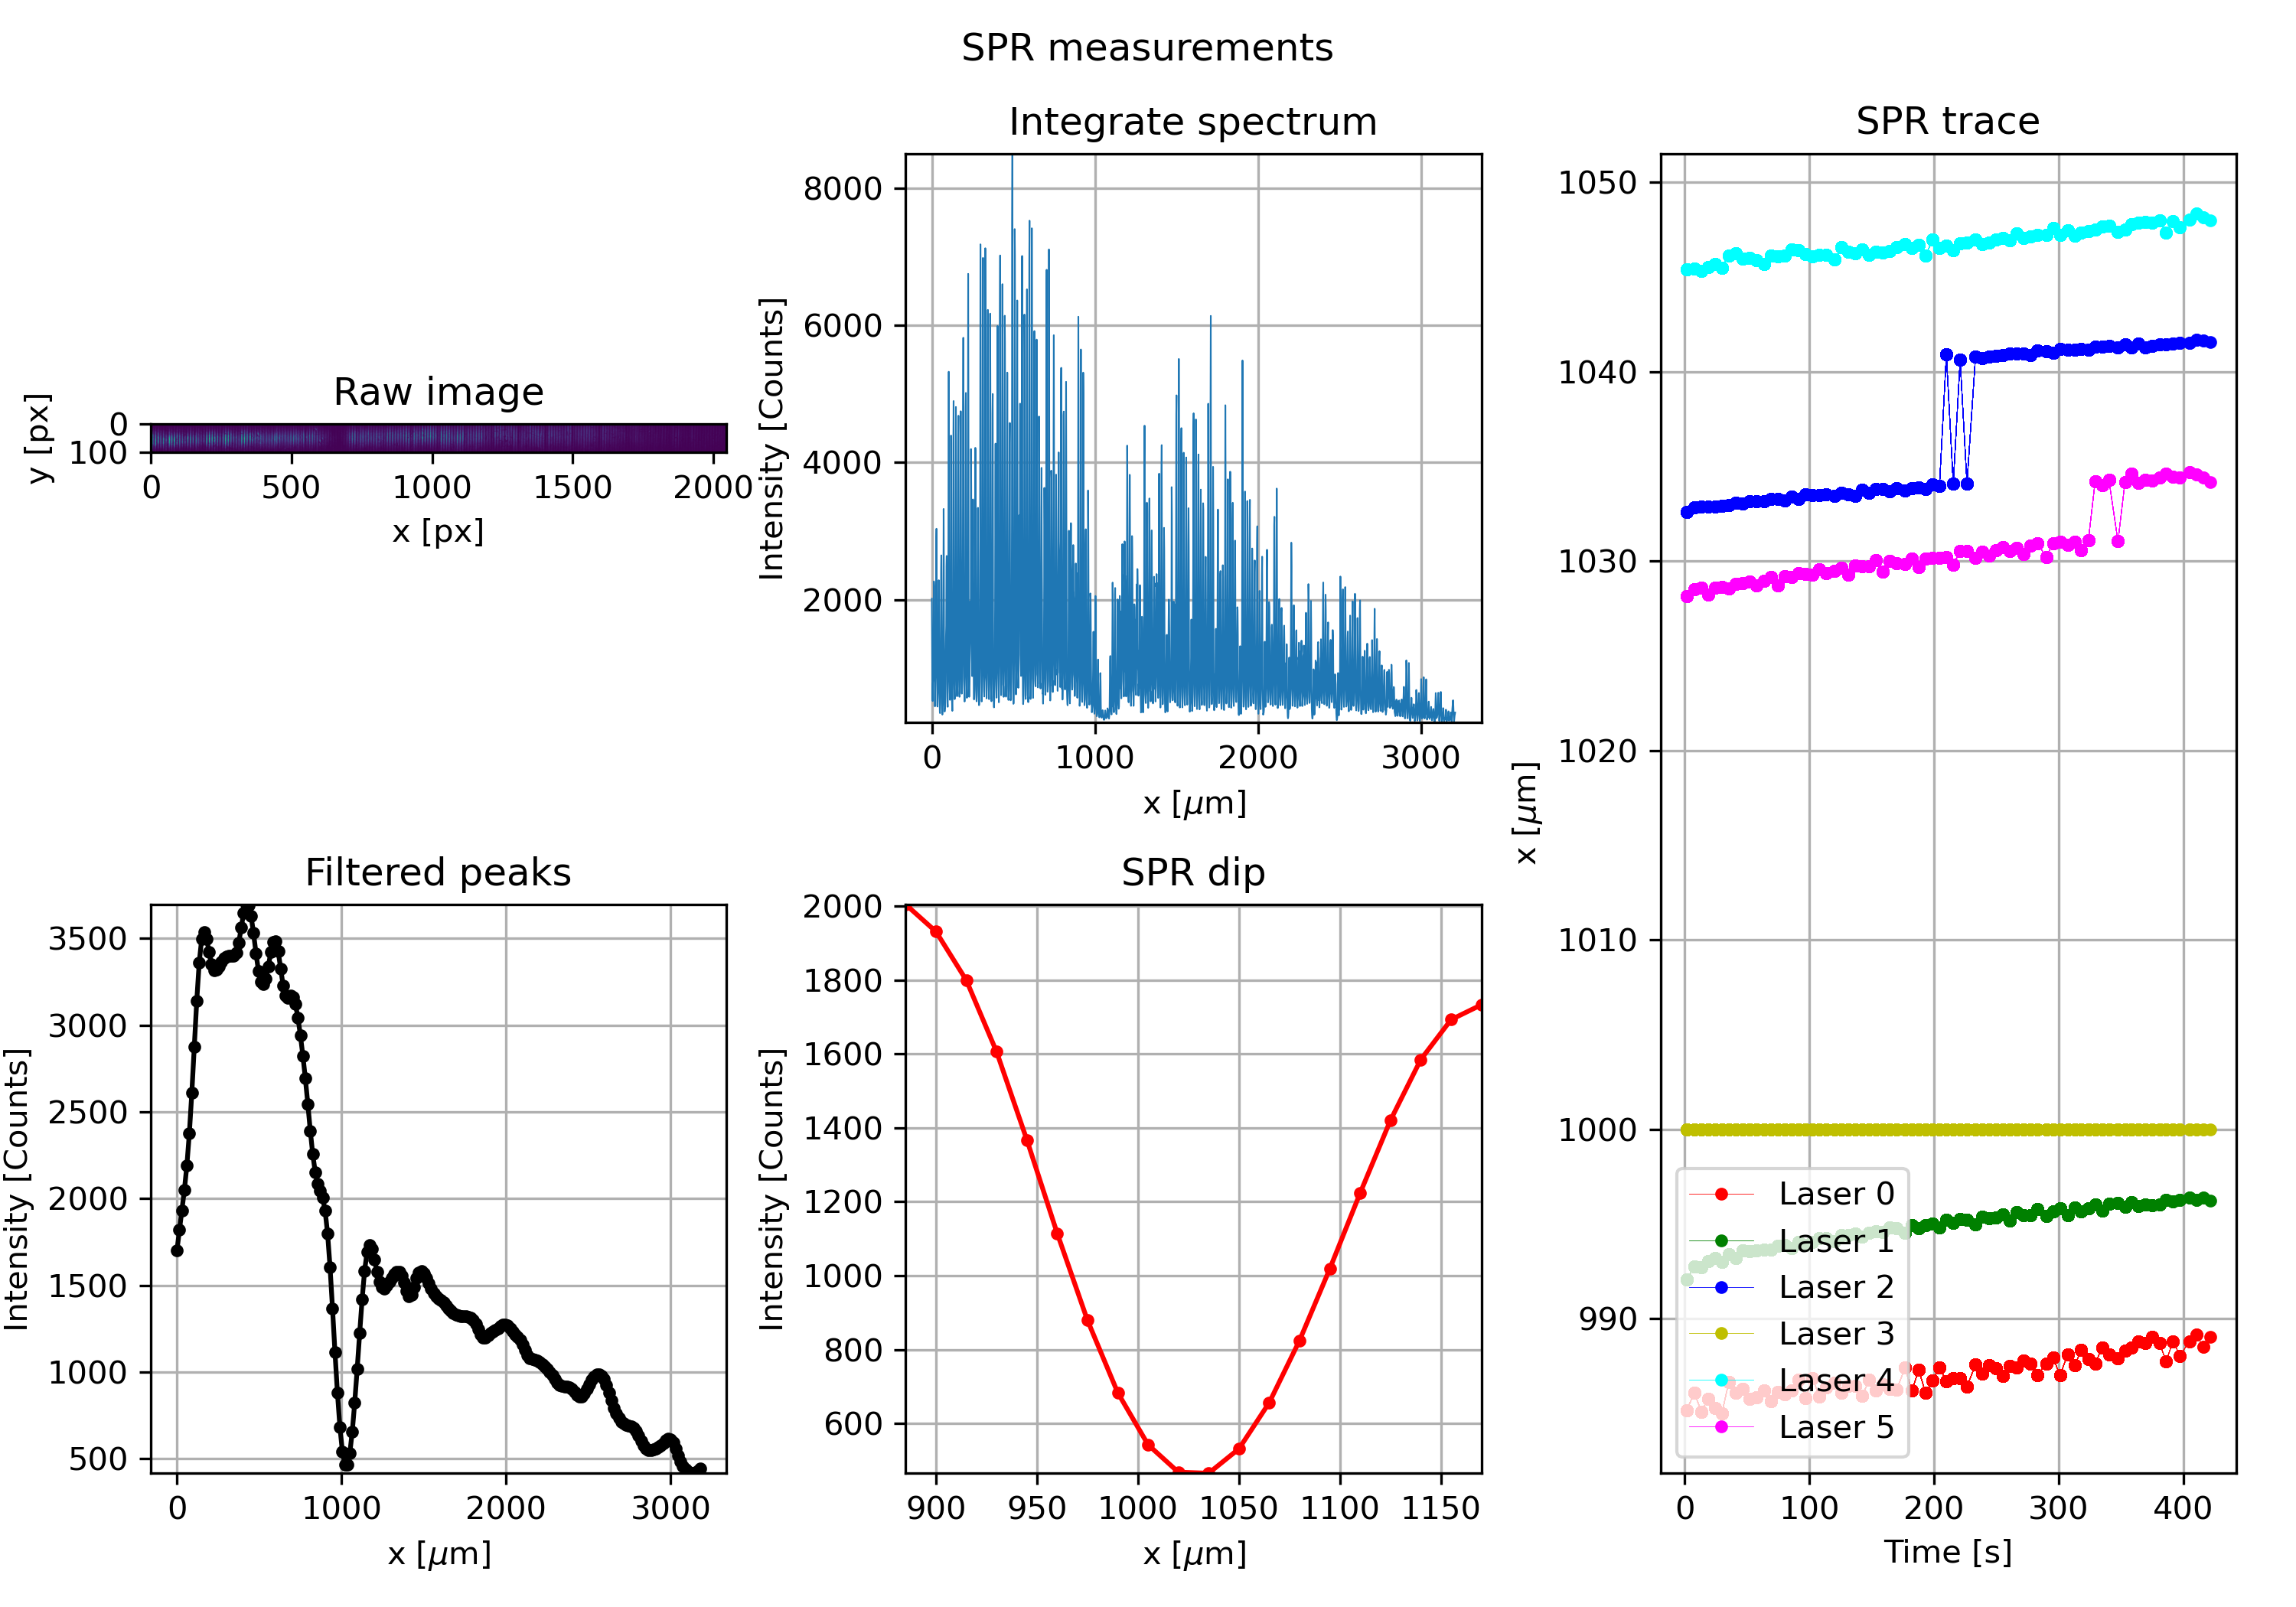 SPR measurements
Raw image
y [px]
0
100
0 500 1000 1500 2000
x [px]
Integrate spectrum
Intensity [Counts]
8000
6000
4000
2000
0 1000 2000 3000
x [μm]
Filtered peaks
Intensity [Counts]
3500
3000
2500
2000
1500
1000
500
0 1000 2000 3000
x [μm]
SPR dip
Intensity [Counts]
2000
1800
1600
1400
1200
1000
800
600
900 950 1000 1050 1100 1150
x [μm]
SPR trace
x [μm]
1050
1040
1030
1020
1010
1000
990
Laser 0
Laser 1
Laser 2
Laser 3
Laser 4
Laser 5
0 100 200 300 400
Time [s]